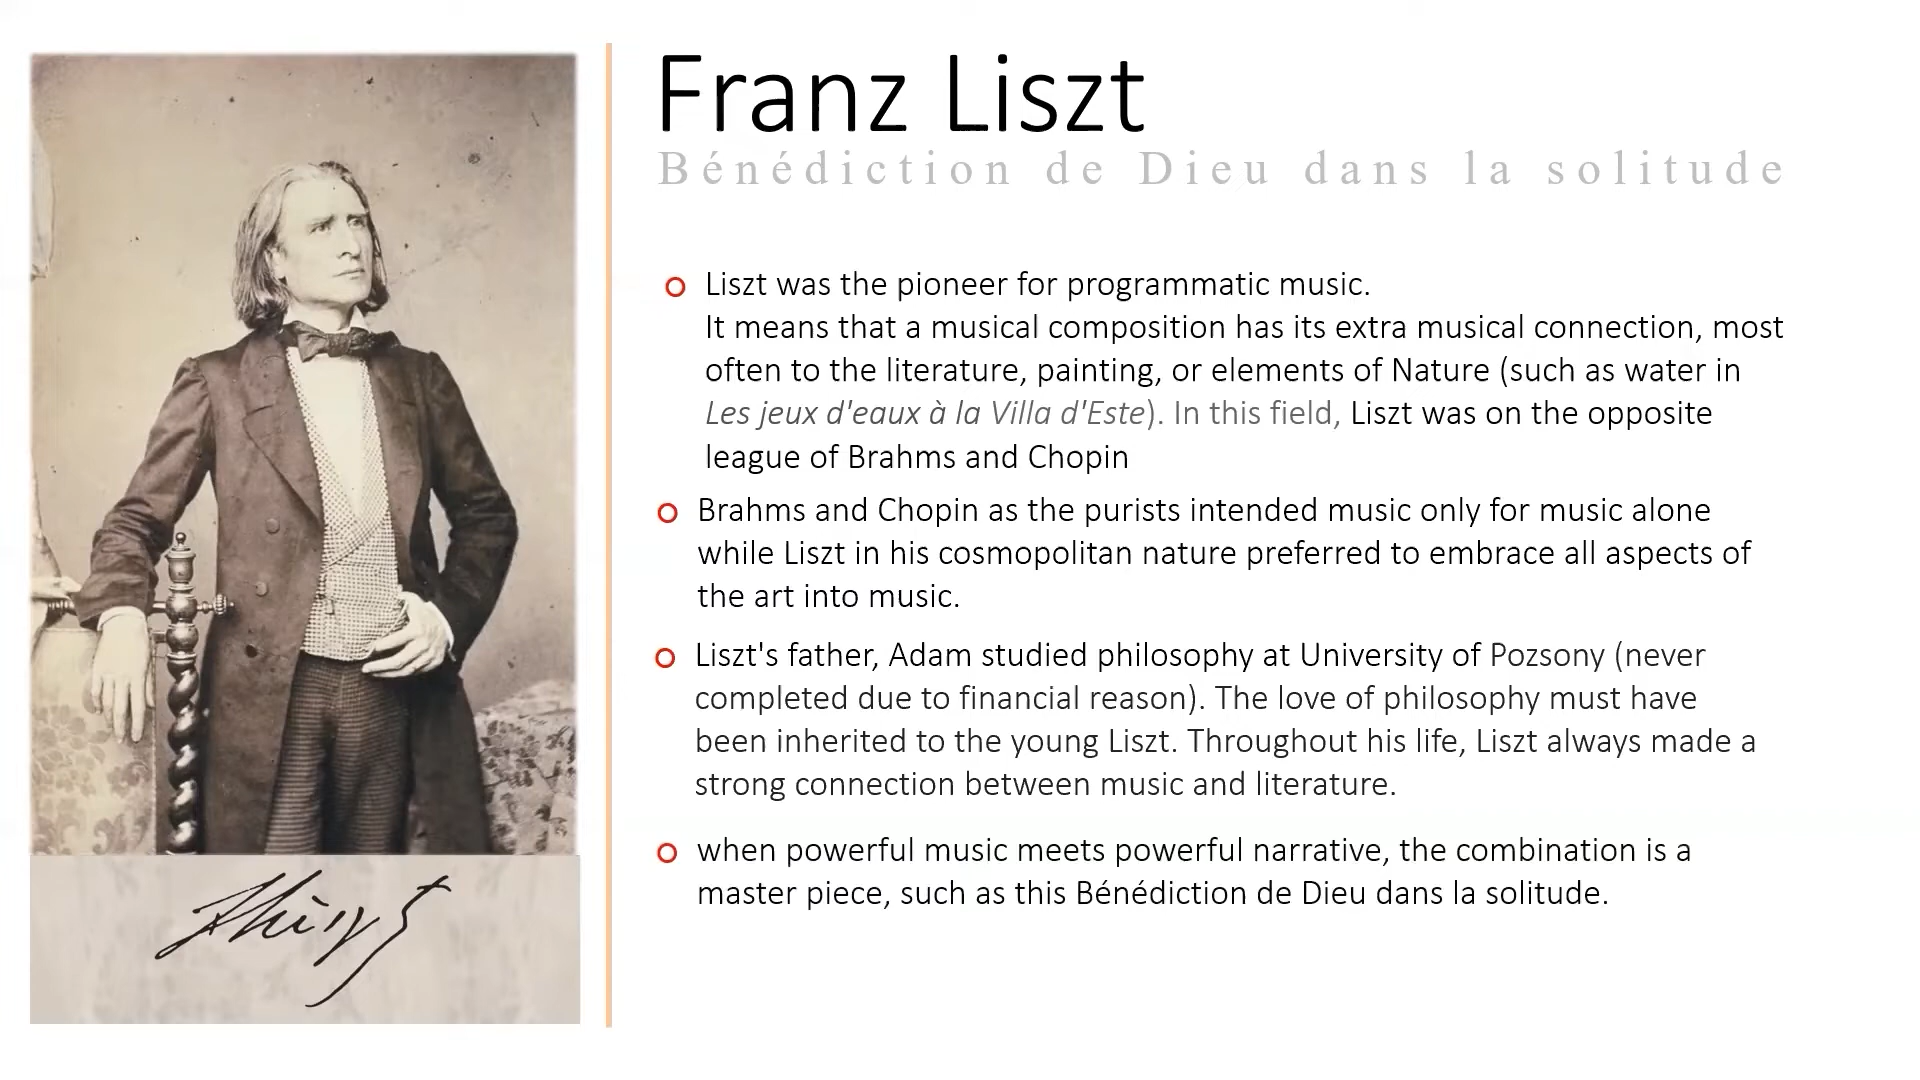 Franz Liszt
Bénédiction de Dieu dans la solitude
Liszt was the pioneer for programmatic music.
It means that a musical composition has its extra musical connection, most
often to the literature, painting, or elements of Nature (such as water in
Les jeux d'eaux à la Villa d'Este). In this field, Liszt was on the opposite
league of Brahms and Chopin
Brahms and Chopin as the purists intended music only for music alone
while Liszt in his cosmopolitan nature preferred to embrace all aspects of
the art into music.
Liszt's father, Adam studied philosophy at University of Pozsony (never
completed due to financial reason). The love of philosophy must have
been inherited to the young Liszt. Throughout his life, Liszt always made a
strong connection between music and literature.
when powerful music meets powerful narrative, the combination is a
master piece, such as this Bénédiction de Dieu dans la solitude.